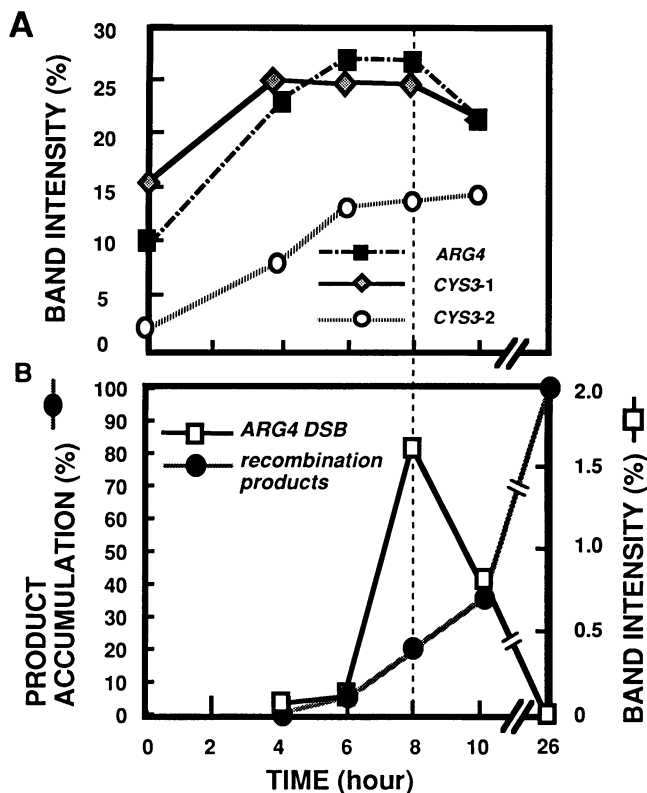 A
BAND INTENSITY (%)
30
25
20
15
10
5
0
ARG4
CYS3-1
CYS3-2
B
PRODUCT
ACCUMULATION (%)
100
90
80
70
60
50
40
30
20
10
0
ARG4 DSB
recombination
products
2.0
1.5
1.0
0.5
0
BAND INTENSITY (%)
0 2 4 6 8 10 26
TIME (hour)